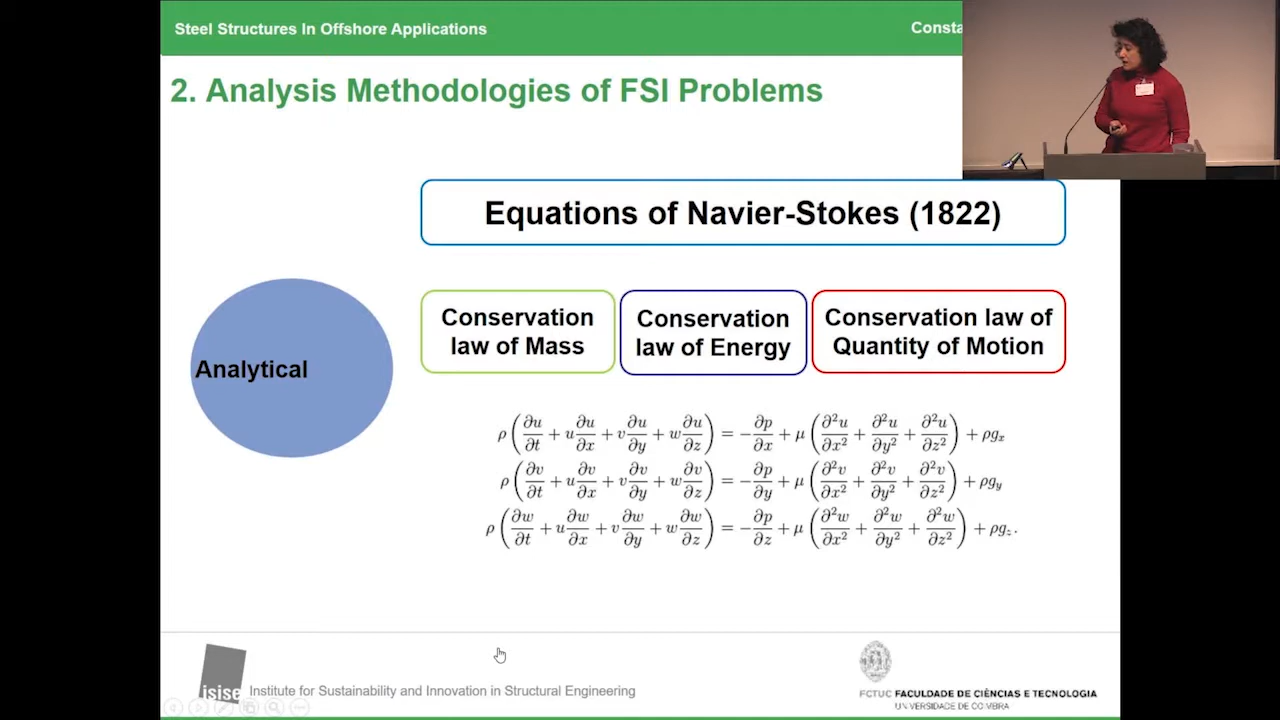 Steel Structures In Offshore Applications
Consta
2. Analysis Methodologies of FSI Problems
Equations of Navier-Stokes (1822)
Conservation
law of Mass
Conservation
law of Energy
Conservation law of
Quantity of Motion
Analytical
ρ(∂u/∂t + u ∂u/∂x + v ∂u/∂y + w ∂u/∂z) = −∂p/∂x + μ(∂²u/∂x² + ∂²u/∂y² + ∂²u/∂z²) + ρgₓ
ρ(∂v/∂t + u ∂v/∂x + v ∂v/∂y + w ∂v/∂z) = −∂p/∂y + μ(∂²v/∂x² + ∂²v/∂y² + ∂²v/∂z²) + ρg_y
ρ(∂w/∂t + u ∂w/∂x + v ∂w/∂y + w ∂w/∂z) = −∂p/∂z + μ(∂²w/∂x² + ∂²w/∂y² + ∂²w/∂z²) + ρg_z.
isise Institute for Sustainability and Innovation in Structural Engineering
FCTUC FACULDADE DE CIÊNCIAS E TECNOLOGIA
UNIVERSIDADE DE COIMBRA